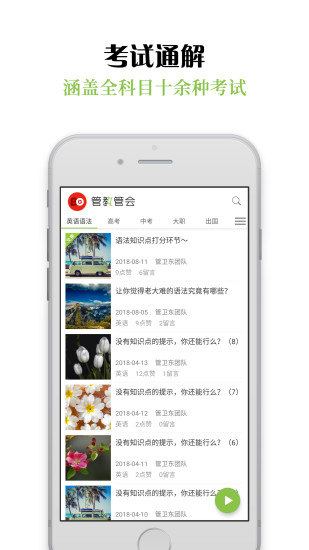 考试通解
涵盖全科目十余种考试
管教管会
英语语法 高考 中考 大职 出国
语法知识点打分环节～
2018-08-11 管卫东团队
9点赞 6留言
让你觉得老大难的语法究竟有哪些?
2018-08-05 管卫东团队
英语 9点赞 2留言
没有知识点的提示，你还能行么？（8）
2018-04-13 管卫东团队
英语 12点赞 1留言
没有知识点的提示，你还能行么？（7）
2018-04-12 管卫东团队
英语 2点赞 0留言
没有知识点的提示，你还能行么？（6）
2018-04-11 管卫东团队
英语 2点赞 0留言
没有知识点的提示，你还能行么？（5）
2018-04-10 管卫东团队